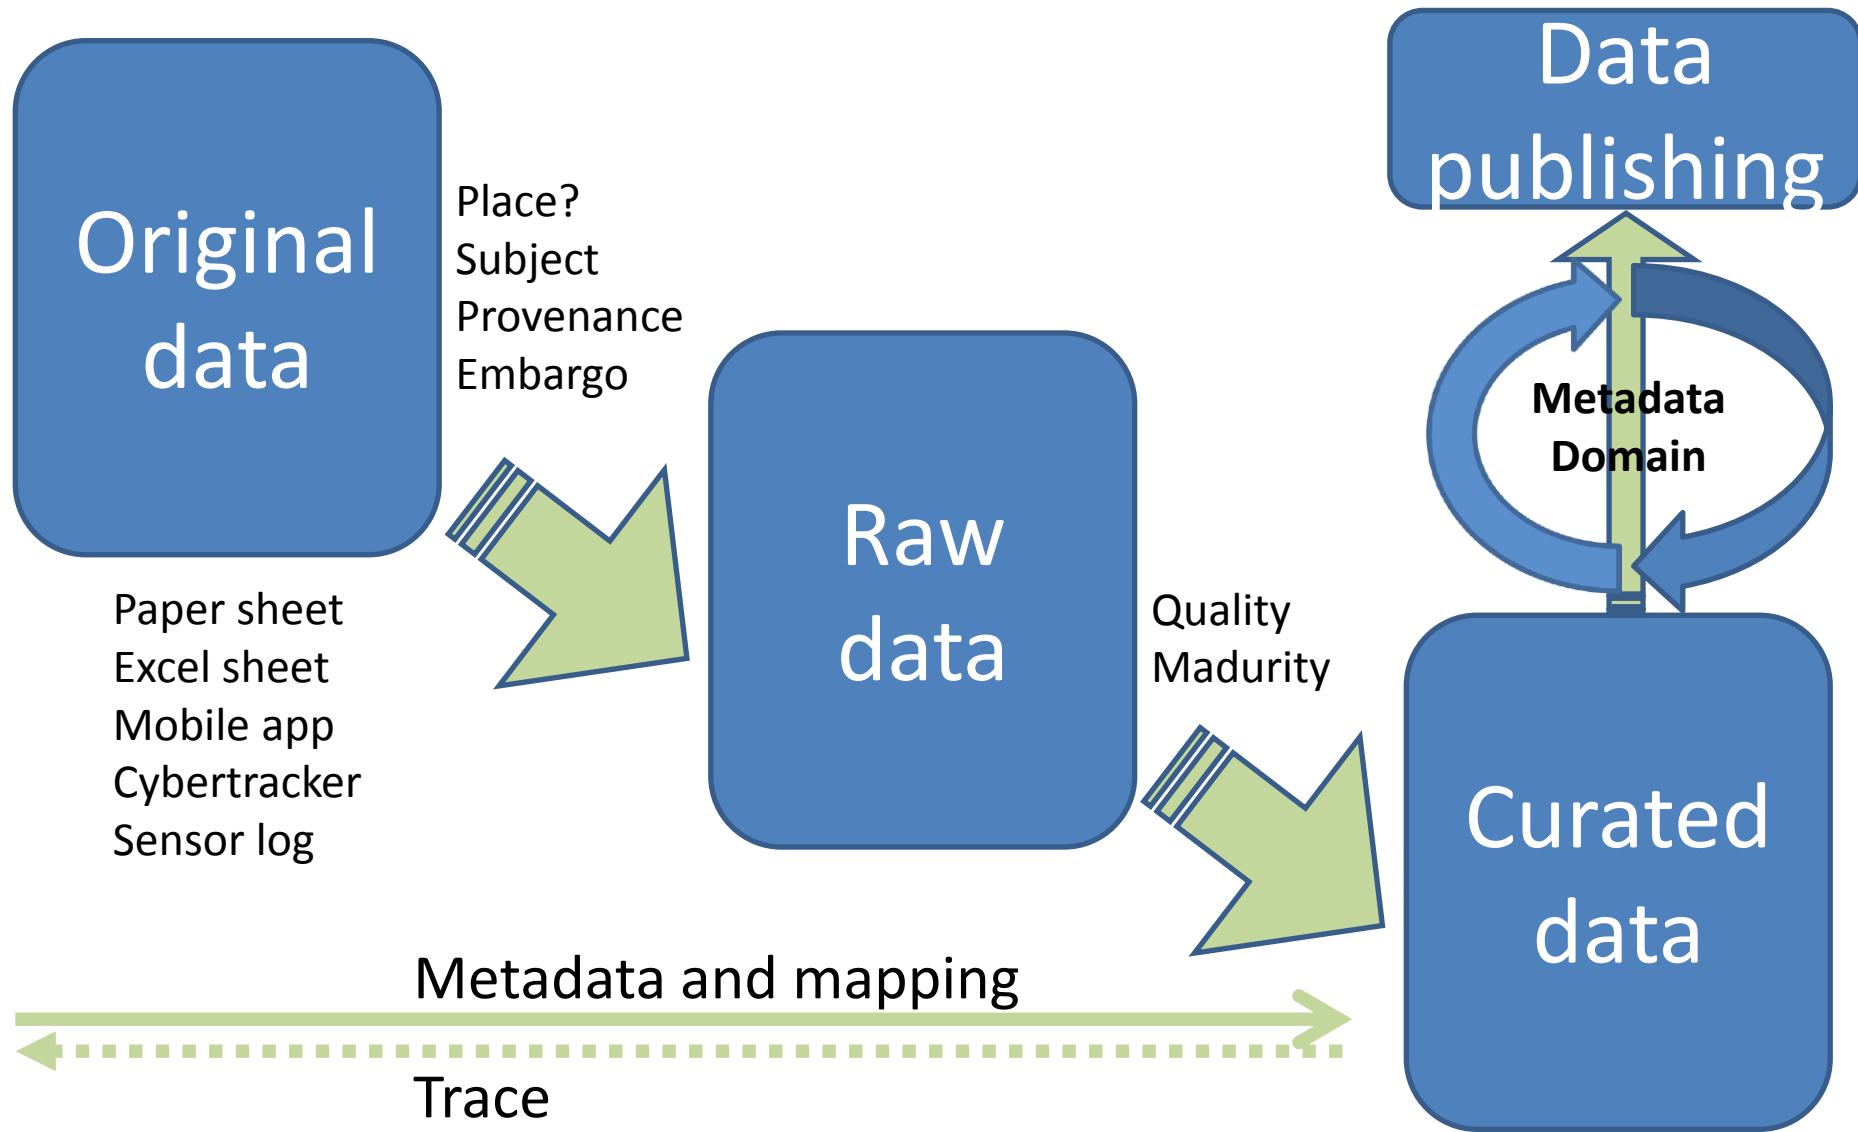 Original
data
Place?
Subject
Provenance
Embargo
Paper sheet
Excel sheet
Mobile app
Cybertracker
Sensor log
Raw
data
Quality
Madurity
Data
publishing
Metadata
Domain
Curated
data
Metadata and mapping
Trace